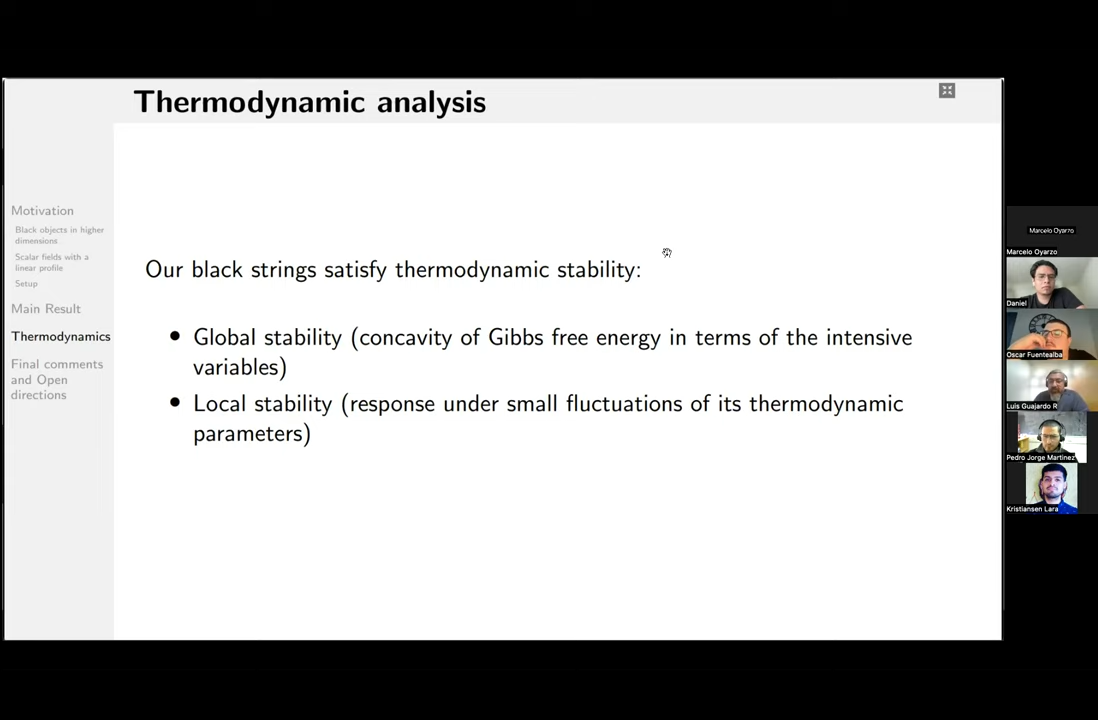 Thermodynamic analysis
Motivation
Black objects in higher
dimensions
Scalar fields with a
linear profile
Setup
Main Result
Thermodynamics
Final comments
and Open
directions
Our black strings satisfy thermodynamic stability:
• Global stability (concavity of Gibbs free energy in terms of the intensive
variables)
• Local stability (response under small fluctuations of its thermodynamic
parameters)
Marcelo Oyarzo
Marcelo Oyarzo
Daniel
Oscar Fuentealba
Luis Guajardo R
Pedro Jorge Martinez
Kristiansen Lara